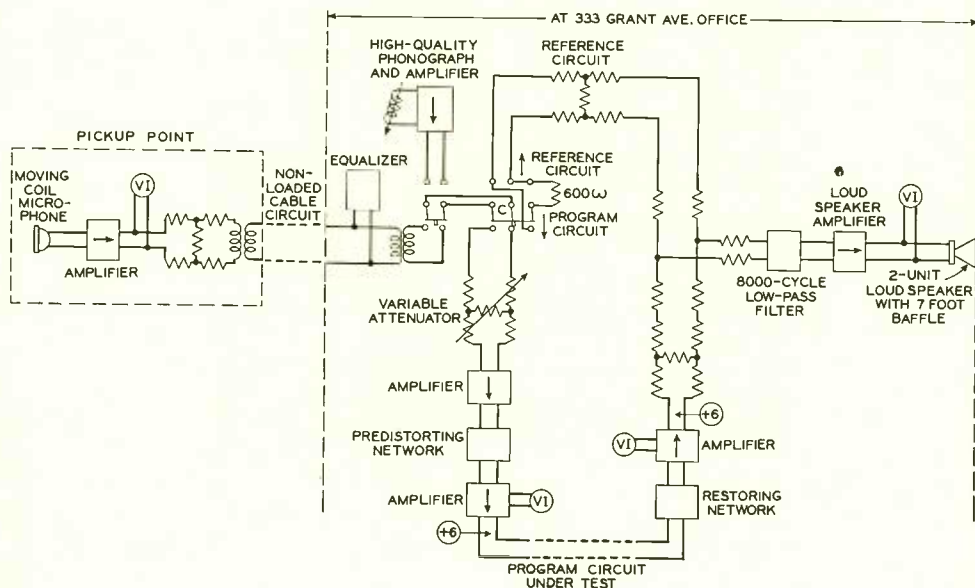 AT 333 GRANT AVE. OFFICE
HIGH-QUALITY
PHONOGRAPH
AND AMPLIFIER
REFERENCE
CIRCUIT
PICKUP POINT
MOVING
COIL
MICRO-
PHONE
VI
AMPLIFIER
NON-
LOADED
CABLE
CIRCUIT
EQUALIZER
REFERENCE
CIRCUIT
600ω
C
PROGRAM
CIRCUIT
LOUD
SPEAKER
AMPLIFIER
VI
8000-CYCLE
LOW-PASS
FILTER
2-UNIT
LOUD SPEAKER
WITH 7 FOOT
BAFFLE
VARIABLE
ATTENUATOR
AMPLIFIER
PREDISTORTING
NETWORK
AMPLIFIER
VI
+6
+6
VI
AMPLIFIER
RESTORING
NETWORK
PROGRAM CIRCUIT
UNDER TEST